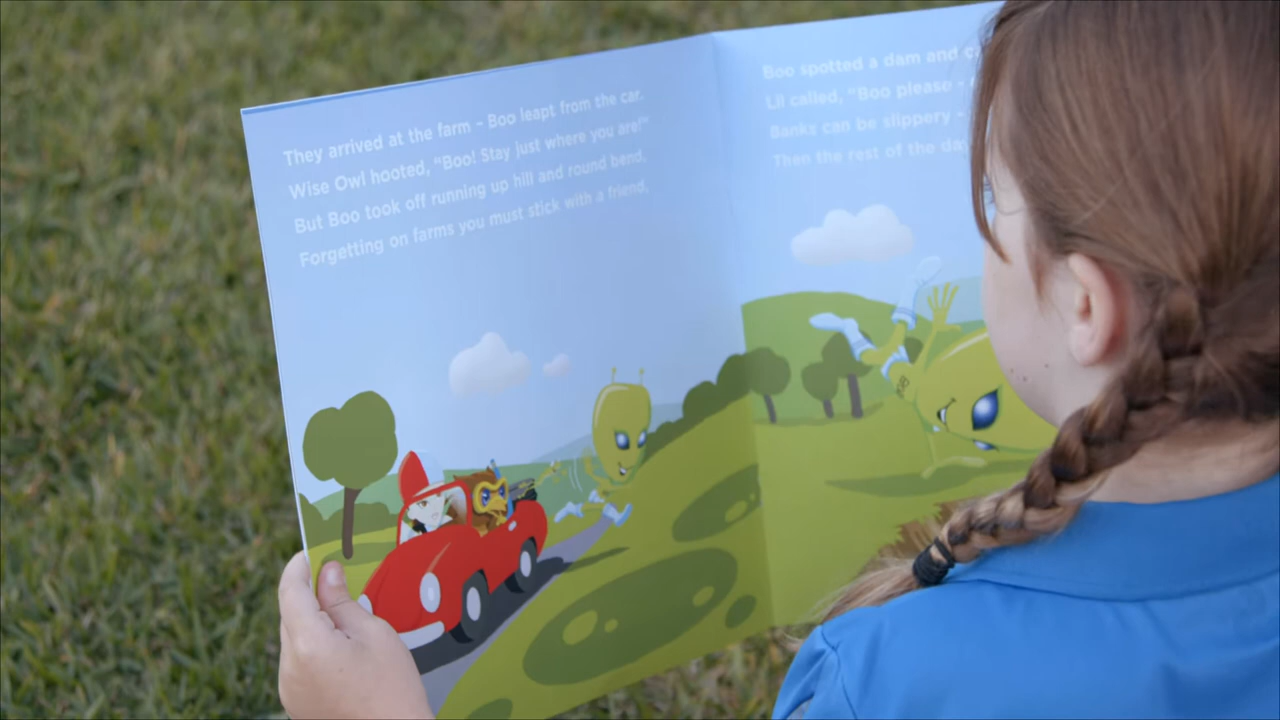 They arrived at the farm - Boo leapt from the car.
Wise Owl hooted, "Boo! Stay just where you are!"
But Boo took off running up hill and round bend,
Forgetting on farms you must stick with a friend,
Boo spotted a dam and
Lil called, "Boo please -
Banks can be slippery -
Then the rest of the day